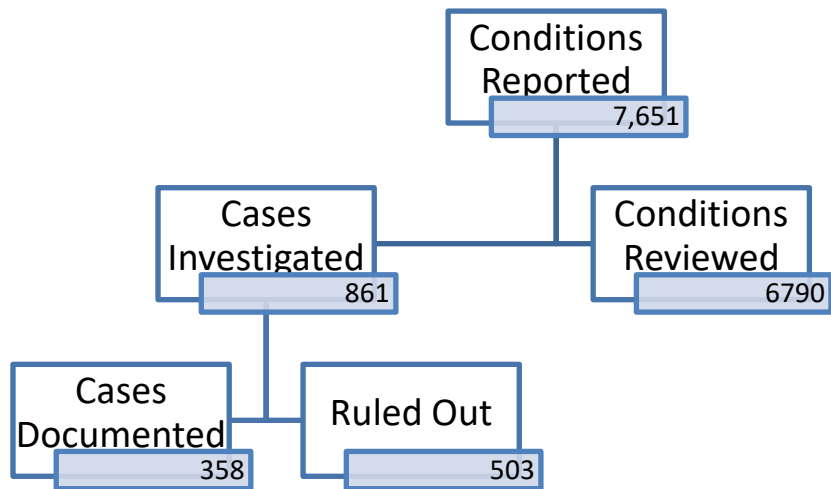 Conditions
Reported
7,651
Cases
Investigated
861
Conditions
Reviewed
6790
Cases
Documented
358
Ruled Out
503